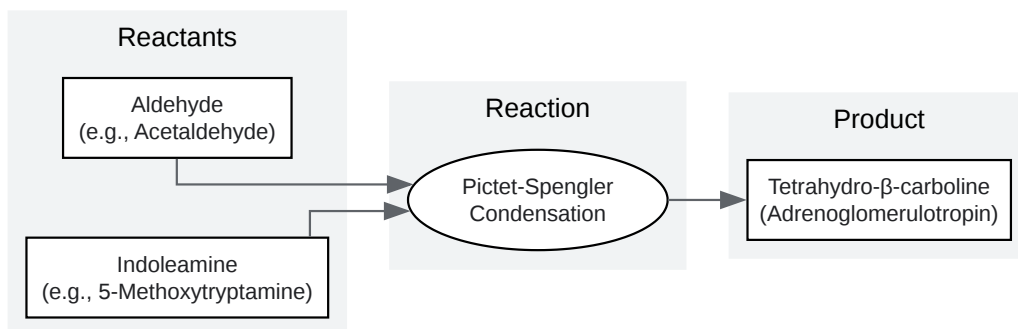 Reactants
Aldehyde
(e.g., Acetaldehyde)
Indoleamine
(e.g., 5-Methoxytryptamine)
Reaction
Pictet-Spengler
Condensation
Product
Tetrahydro-β-carboline
(Adrenoglomerulotropin)